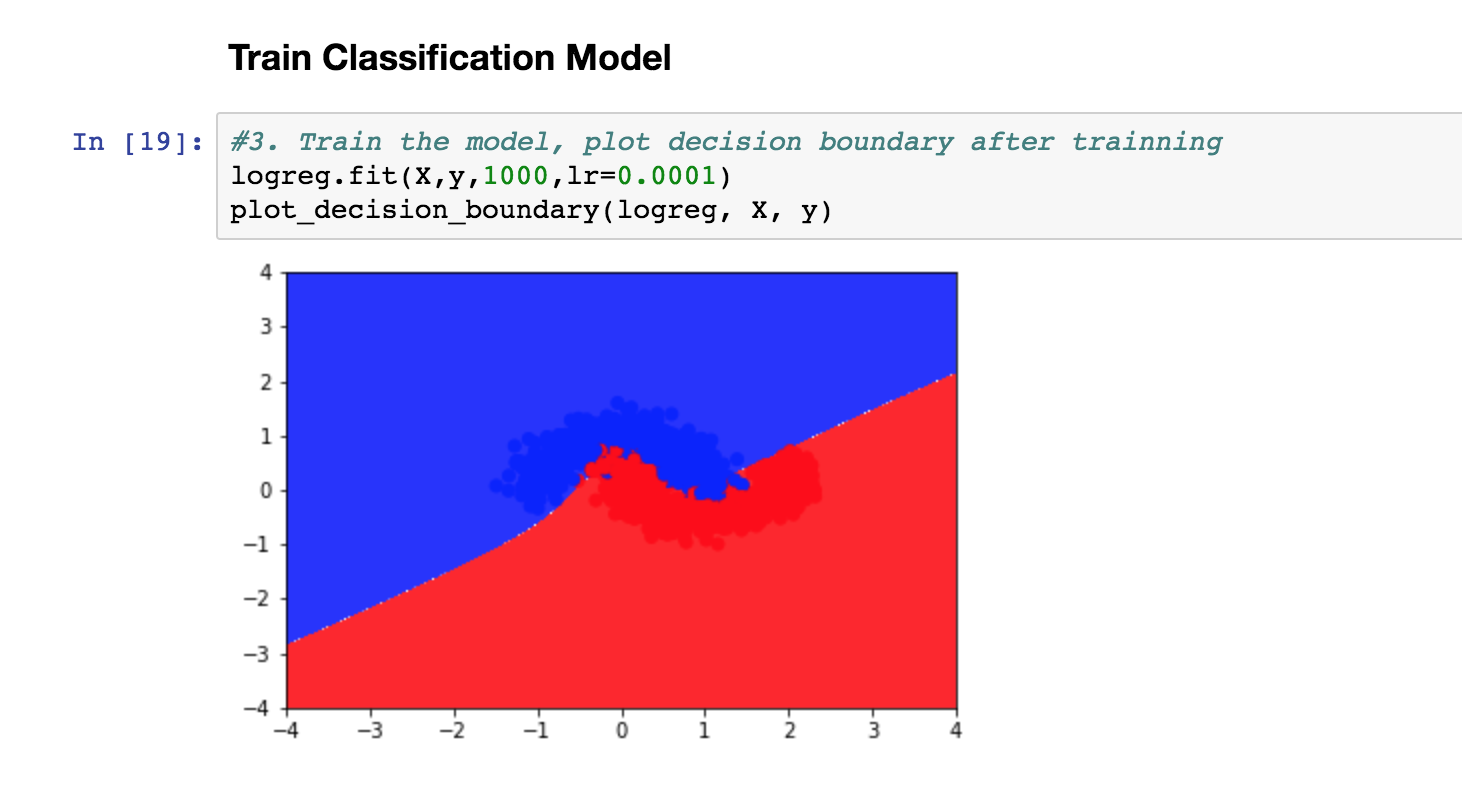 Train Classification Model
In [19]:
#3. Train the model, plot decision boundary after trainning
logreg.fit(X,y,1000,lr=0.0001)
plot_decision_boundary(logreg, X, y)
4
3
2
1
0
−1
−2
−3
−4
−4 −3 −2 −1 0 1 2 3 4